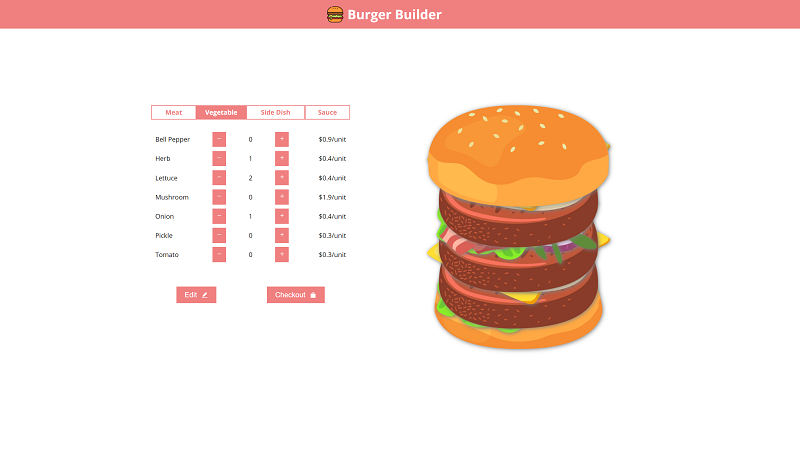 Burger Builder
Meat Vegetable Side Dish Sauce
Bell Pepper − 0 + $0.9/unit
Herb − 1 + $0.4/unit
Lettuce − 2 + $0.4/unit
Mushroom − 0 + $1.9/unit
Onion − 1 + $0.4/unit
Pickle − 0 + $0.3/unit
Tomato − 0 + $0.3/unit
Edit Checkout